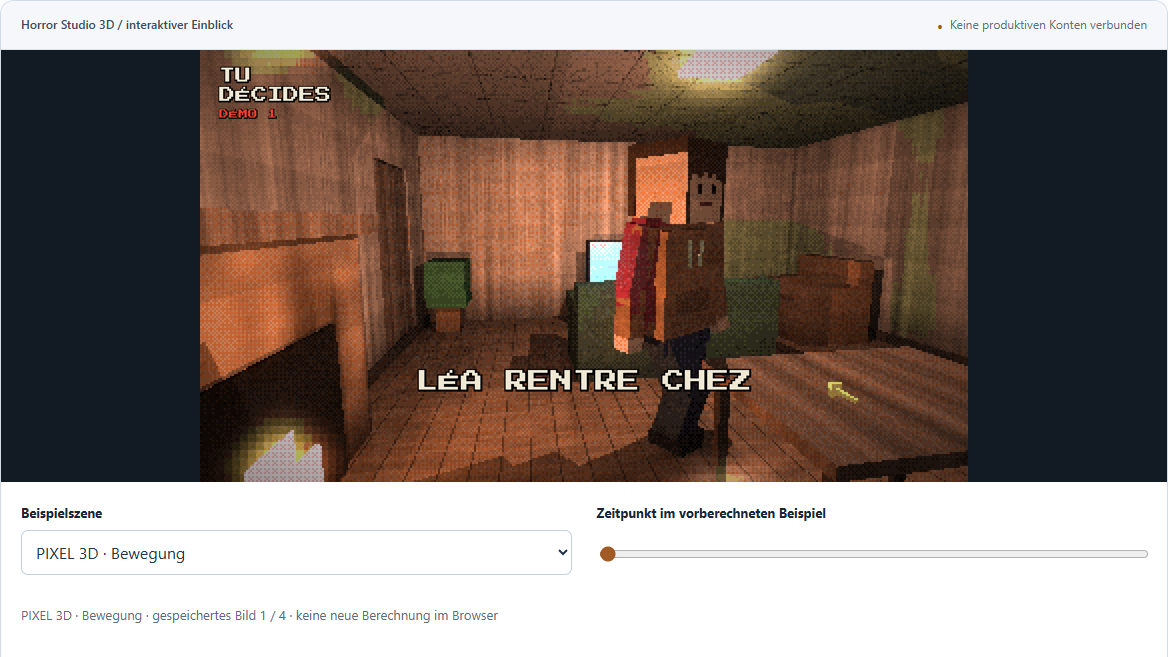 Horror Studio 3D / interaktiver Einblick
Keine produktiven Konten verbunden
TU
DÉCIDES
DÉMO 1
LÉA RENTRE CHEZ
Beispielszene
Zeitpunkt im vorberechneten Beispiel
PIXEL 3D · Bewegung
PIXEL 3D · Bewegung · gespeichertes Bild 1 / 4 · keine neue Berechnung im Browser